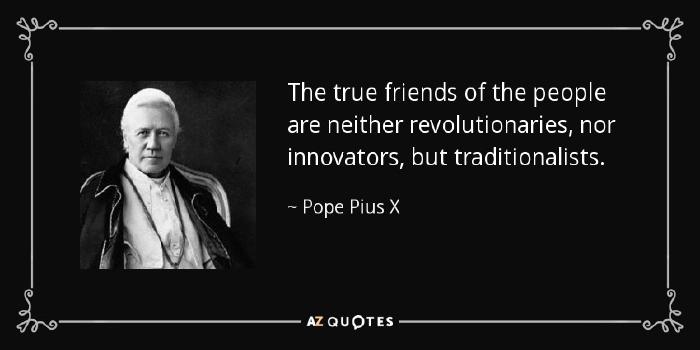 The true friends of the people
are neither revolutionaries, nor
innovators, but traditionalists.
~ Pope Pius X
AZ QUOTES